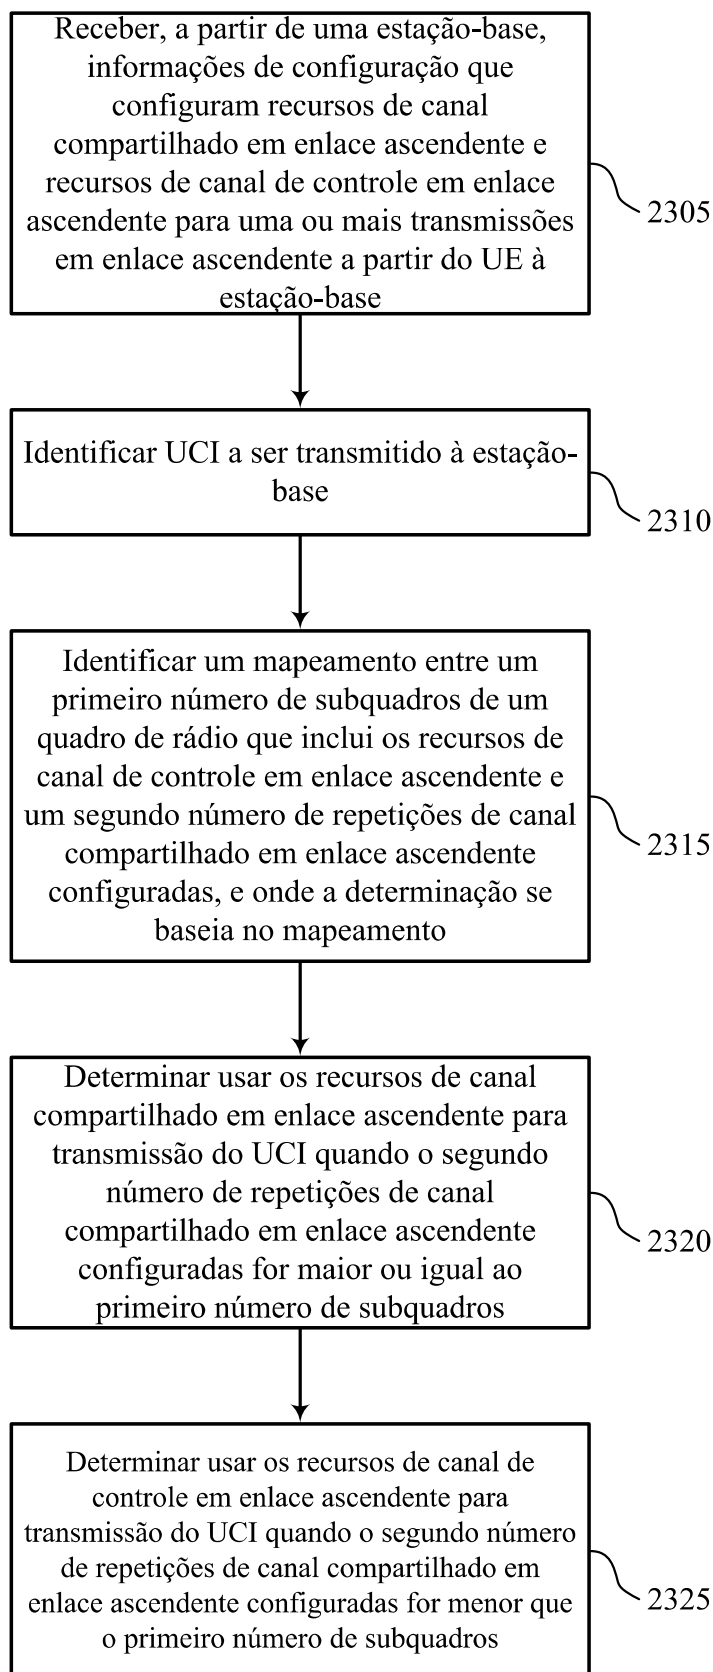 Receber, a partir de uma estação-base,
informações de configuração que
configuram recursos de canal
compartilhado em enlace ascendente e
recursos de canal de controle em enlace
ascendente para uma ou mais transmissões
em enlace ascendente a partir do UE à
estação-base
2305
Identificar UCI a ser transmitido à estação-
base
2310
Identificar um mapeamento entre um
primeiro número de subquadros de um
quadro de rádio que inclui os recursos de
canal de controle em enlace ascendente e
um segundo número de repetições de canal
compartilhado em enlace ascendente
configuradas, e onde a determinação se
baseia no mapeamento
2315
Determinar usar os recursos de canal
compartilhado em enlace ascendente para
transmissão do UCI quando o segundo
número de repetições de canal
compartilhado em enlace ascendente
configuradas for maior ou igual ao
primeiro número de subquadros
2320
Determinar usar os recursos de canal de
controle em enlace ascendente para
transmissão do UCI quando o segundo número
de repetições de canal compartilhado em
enlace ascendente configuradas for menor que
o primeiro número de subquadros
2325